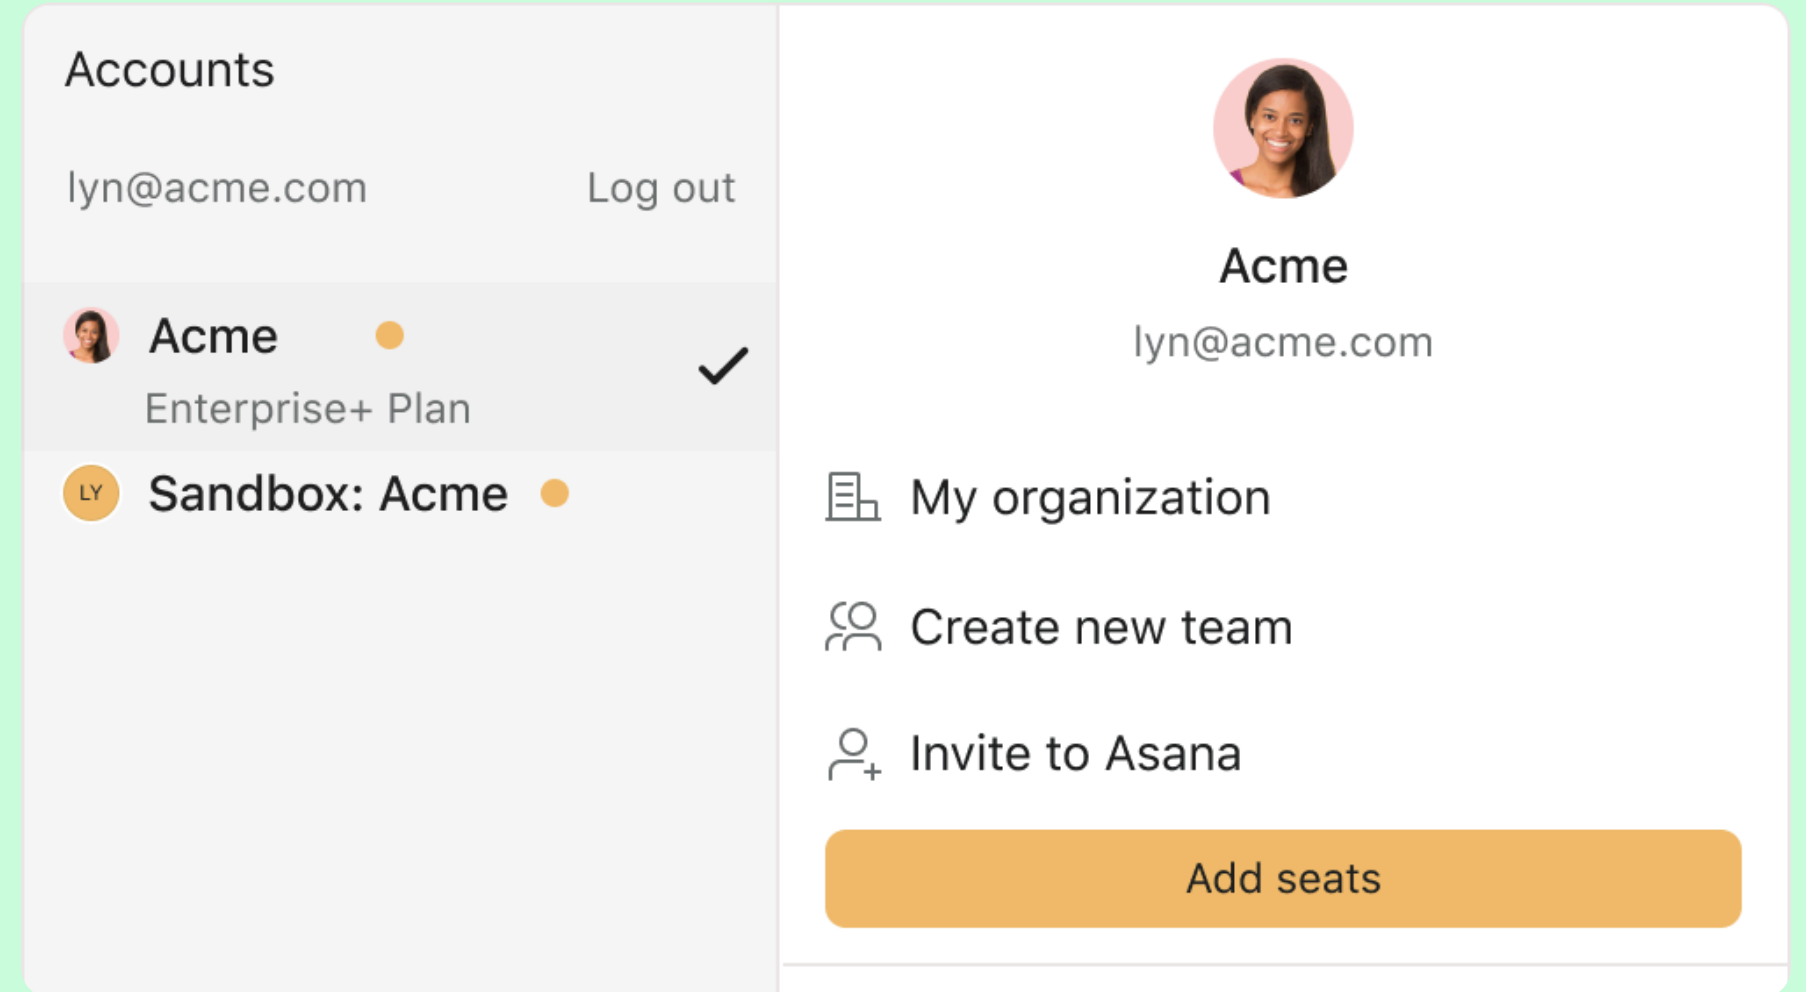 Accounts
lyn@acme.com Log out
Acme
Enterprise+ Plan
LY Sandbox: Acme
Acme
lyn@acme.com
My organization
Create new team
Invite to Asana
Add seats